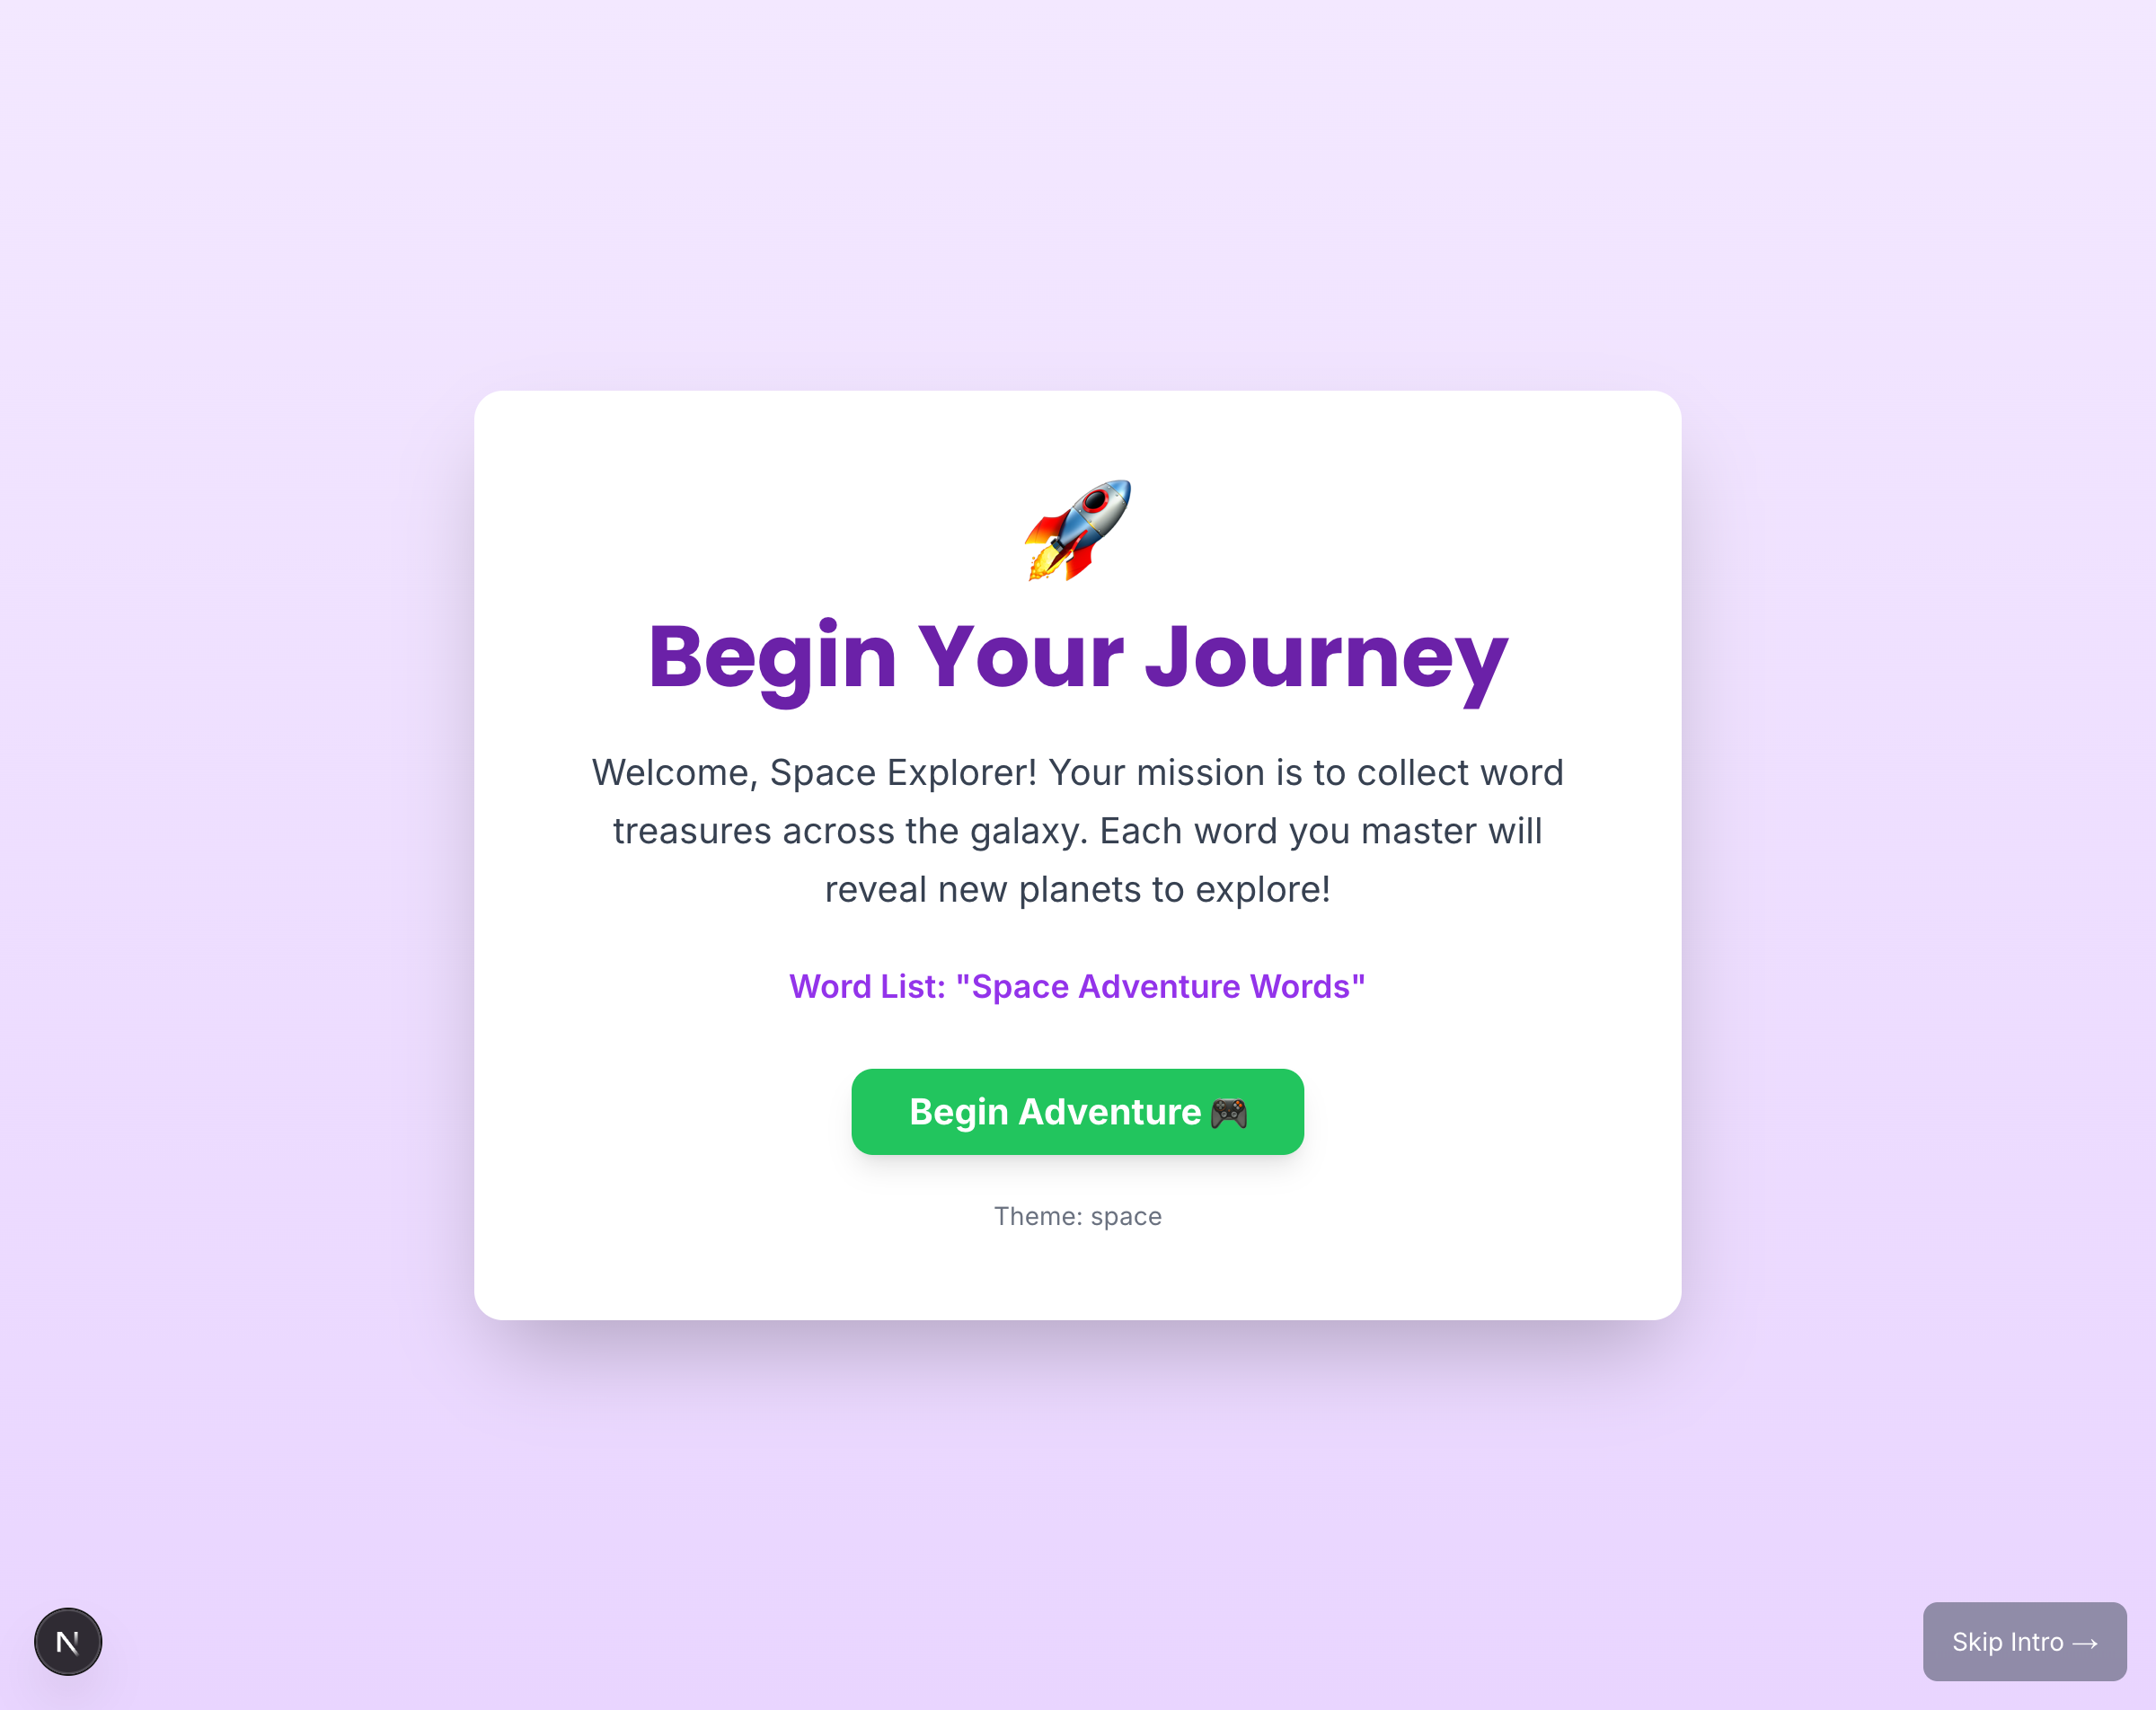 Begin Your Journey
Welcome, Space Explorer! Your mission is to collect word
treasures across the galaxy. Each word you master will
reveal new planets to explore!
Word List: "Space Adventure Words"
Begin Adventure 🎮
Theme: space
N
Skip Intro →